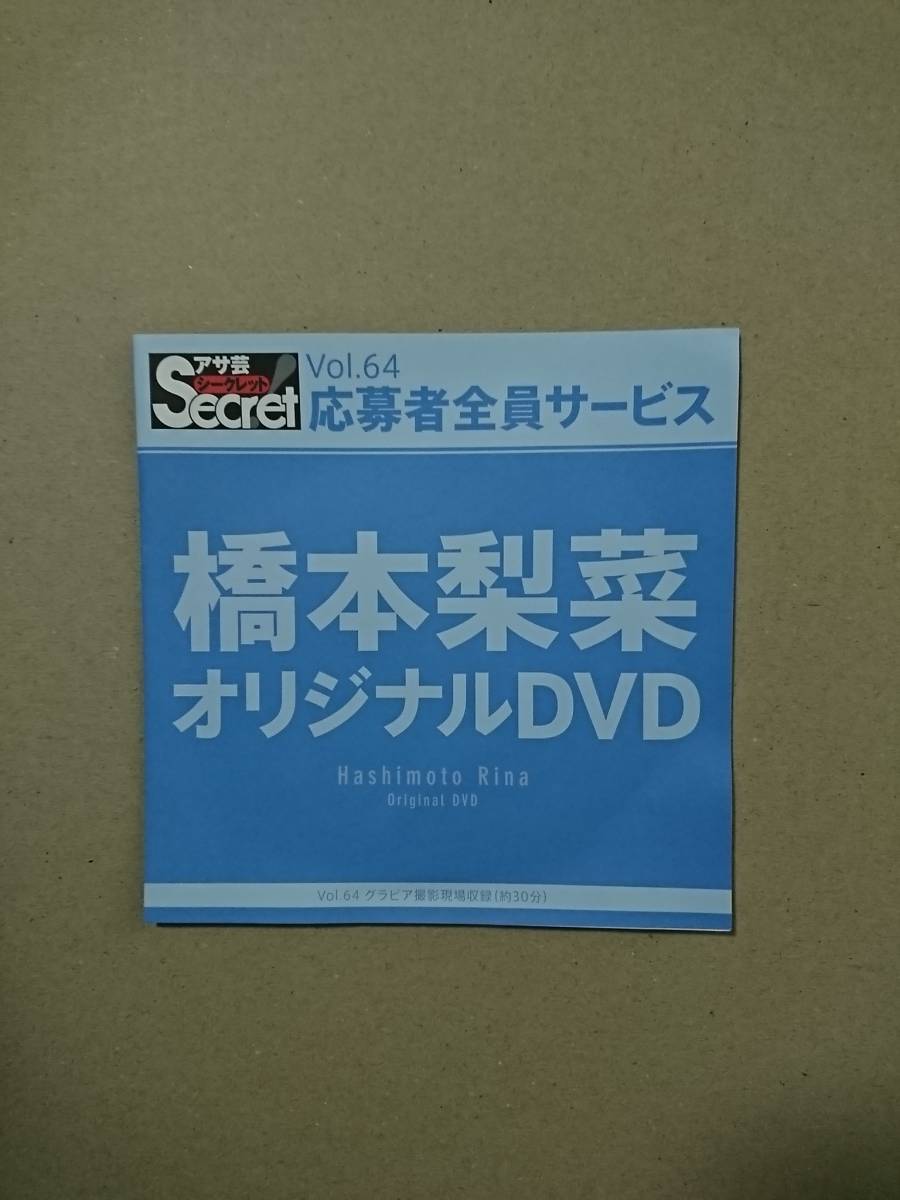 アサ芸
シークレット
Secret!
Vol.64
応募者全員サービス
橋本梨菜
オリジナルDVD
Hashimoto Rina
Original DVD
Vol.64 グラビア撮影現場収録(約30分)